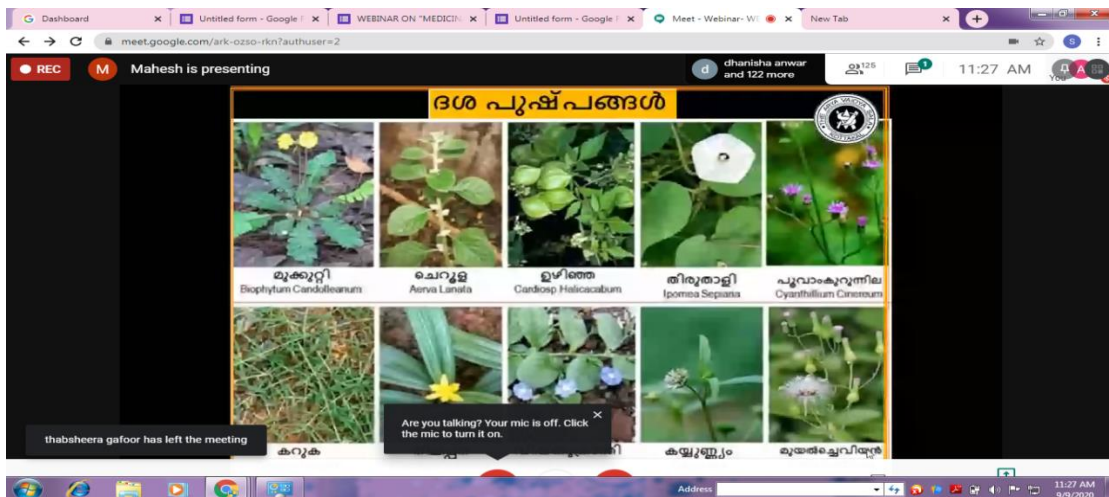 Dashboard
Untitled form - Google F
WEBINAR ON "MEDICIN
Untitled form - Google F
Meet - Webinar- W
New Tab
meet.google.com/ark-ozso-rkn?authuser=2
S
REC
M
Mahesh is presenting
d
dhanisha anwar
and 122 more
125
1
11:27 AM
You
A
ദശ പുഷ്പങ്ങൾ
മുക്കുറ്റി
Biophytum Candolleanum
ചെറൂള
Aerva Lanata
ഉഴിഞ്ഞ
Cardiosp Halicacabum
തിരുതാളി
Ipomea Sepiana
പൂവാംകുറുന്നില
Cyanthillium Cinereum
Are you talking? Your mic is off. Click
the mic to turn it on.
thabsheera gafoor has left the meeting
കറുക
കയ്യുണ്ണ്യം
മുയൽച്ചെവിയൻ
Address
11:27 AM
9/9/2020